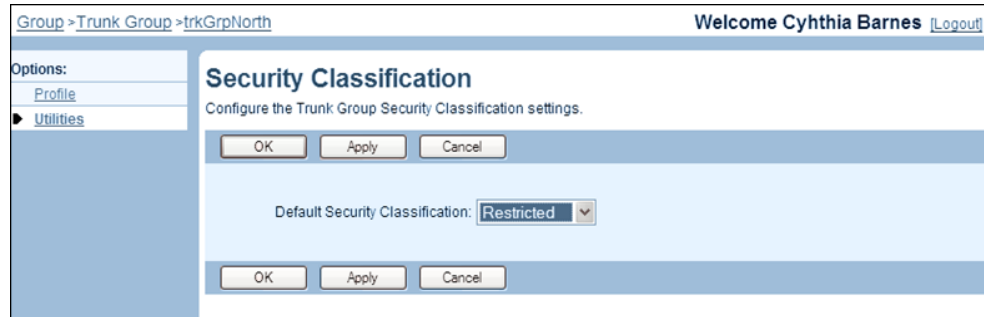 Group >Trunk Group >trkGrpNorth
Welcome Cyhthia Barnes [Logout]
Options:
Profile
Utilities
Security Classification
Configure the Trunk Group Security Classification settings.
OK Apply Cancel
Default Security Classification: Restricted
OK Apply Cancel